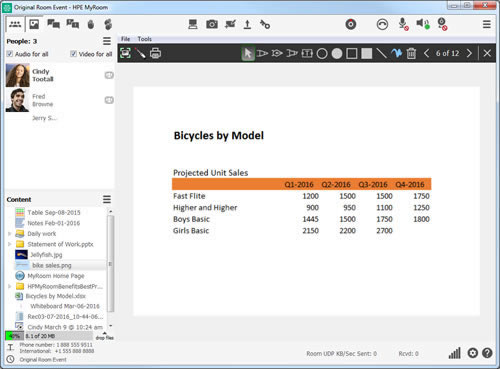 Original Room Event - HPE MyRoom
People: 3
Audio for all Video for all
Cindy
Tootall
Fred
Browne
Jerry S...
Content
Table Sep-08-2015
Notes Feb-01-2016
Daily work
Statement of Work.pptx
Jellyfish.jpg
bike sales.png
MyRoom Home Page
HPMyRoomBenefitsBestPr...
Bicycles by Model.xlsx
Whiteboard Mar-06-2016
Rec03-07-2016_10-44-06...
Cindy March 9 @ 10:24 am
40% 8.1 of 20 MB drop files
Phone number: 1 888 555 9511
International: +1 555 888 8888
Original Room Event
File Tools
6 of 12
Bicycles by Model
Projected Unit Sales
Q1-2016 Q2-2016 Q3-2016 Q4-2016
Fast Flite 1200 1500 1500 1750
Higher and Higher 900 950 1100 1250
Boys Basic 1445 1500 1750 1800
Girls Basic 2150 2200 2700
Room UDP KB/Sec Sent: 0 Rcvd: 0